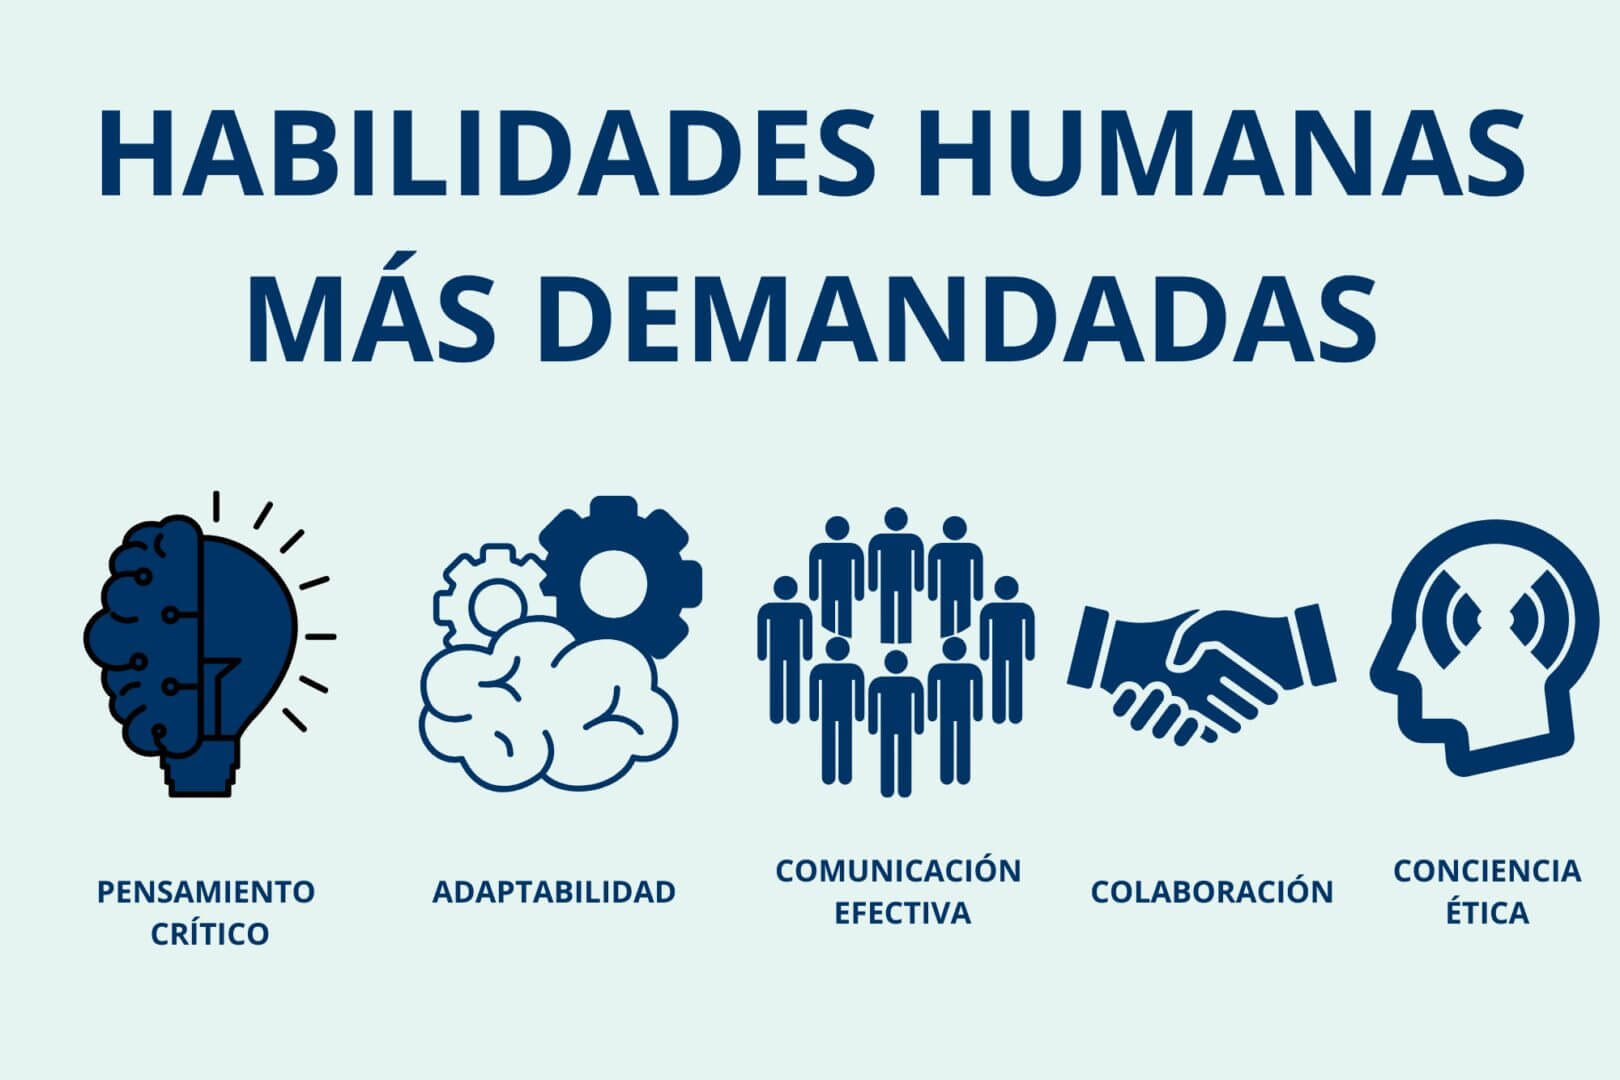 HABILIDADES HUMANAS
MÁS DEMANDADAS
PENSAMIENTO
CRÍTICO
ADAPTABILIDAD
COMUNICACIÓN
EFECTIVA
COLABORACIÓN
CONCIENCIA
ÉTICA